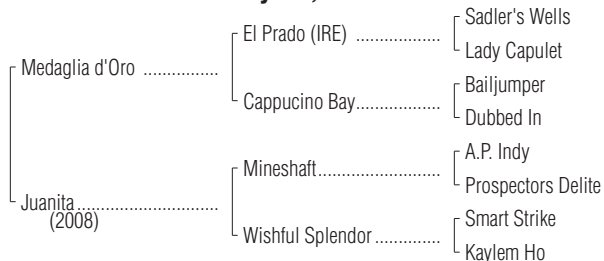 Sadler's Wells
El Prado (IRE) ..................
Lady Capulet
Medaglia d'Oro ................
Bailjumper
Cappucino Bay....................
Dubbed In
A.P. Indy
Mineshaft.............................
Prospectors Delite
Juanita ..............................
(2008)
Smart Strike
Wishful Splendor ...............
Kaylem Ho